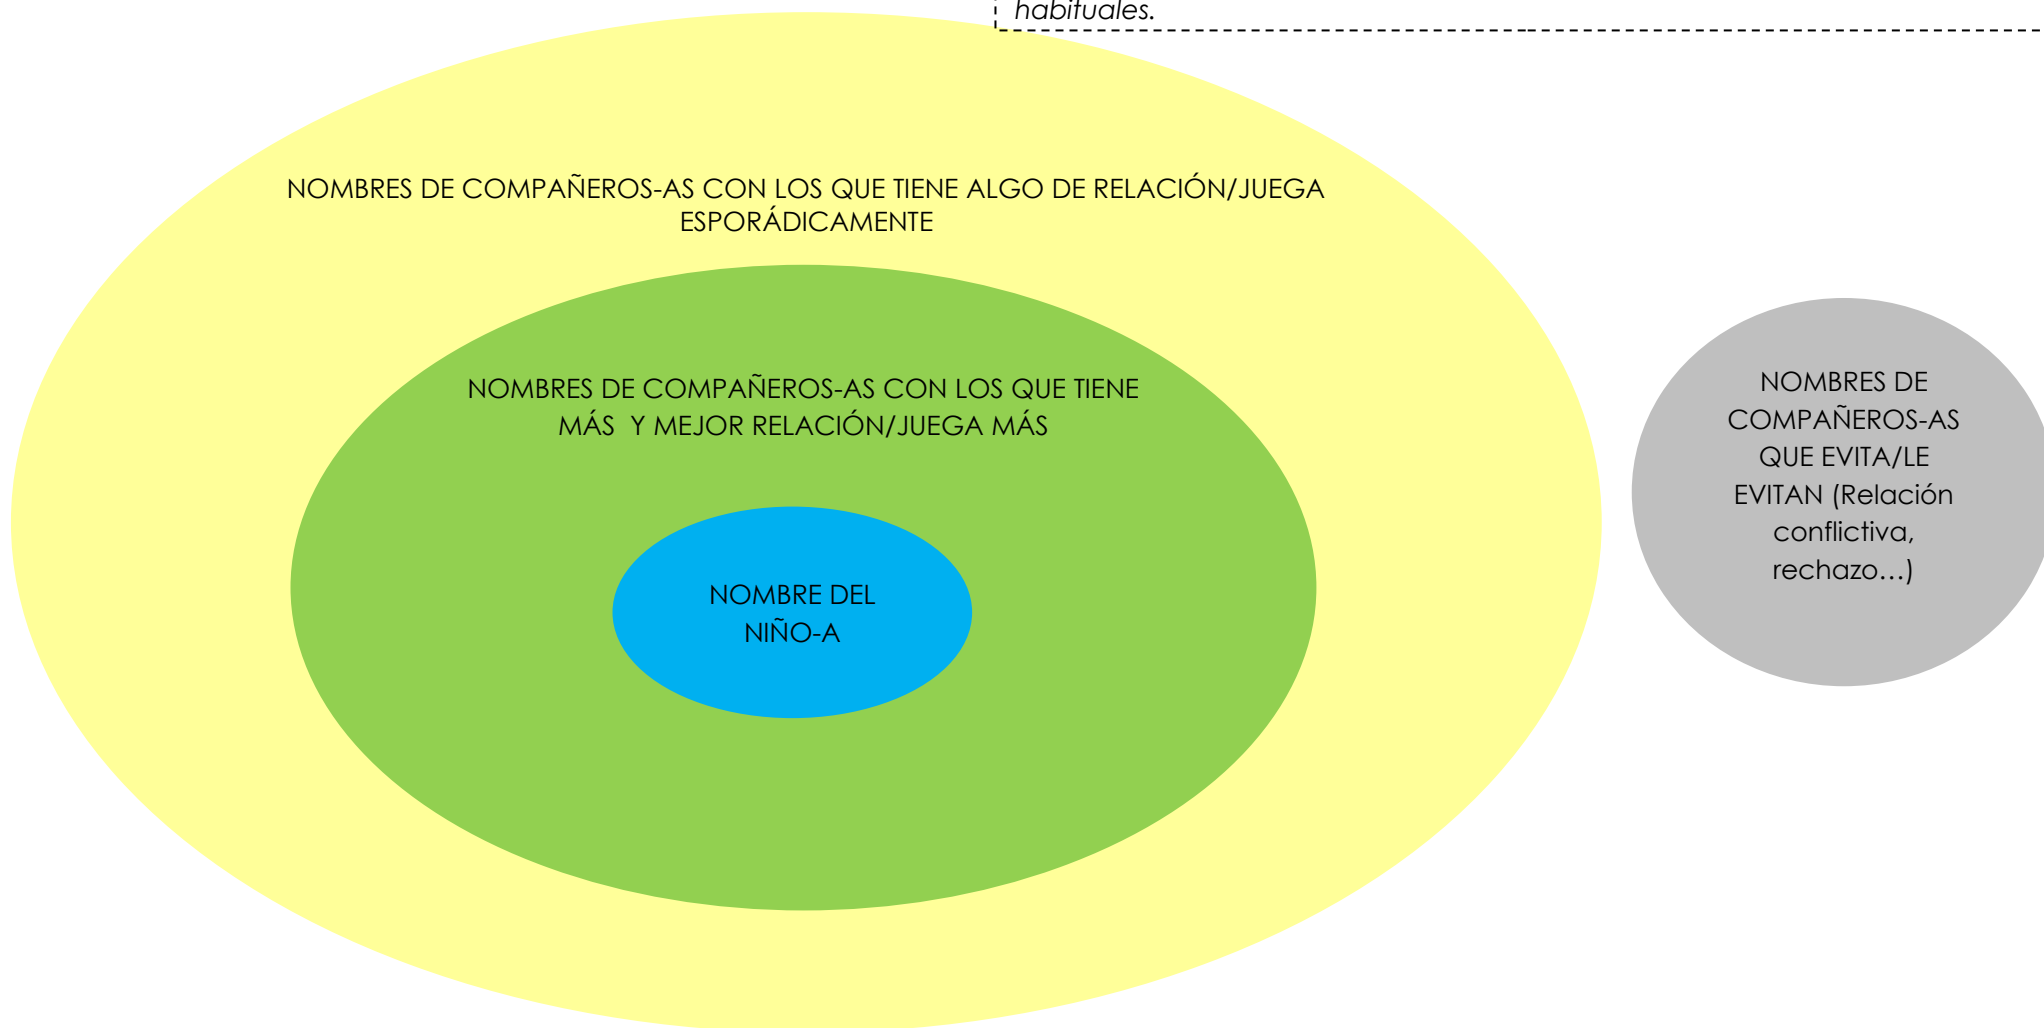 habituales.
NOMBRES DE COMPAÑEROS-AS CON LOS QUE TIENE ALGO DE RELACIÓN/JUEGA
ESPORÁDICAMENTE
NOMBRES DE COMPAÑEROS-AS CON LOS QUE TIENE
MÁS  Y MEJOR RELACIÓN/JUEGA MÁS
NOMBRE DEL
NIÑO-A
NOMBRES DE
COMPAÑEROS-AS
QUE EVITA/LE
EVITAN (Relación
conflictiva,
rechazo…)